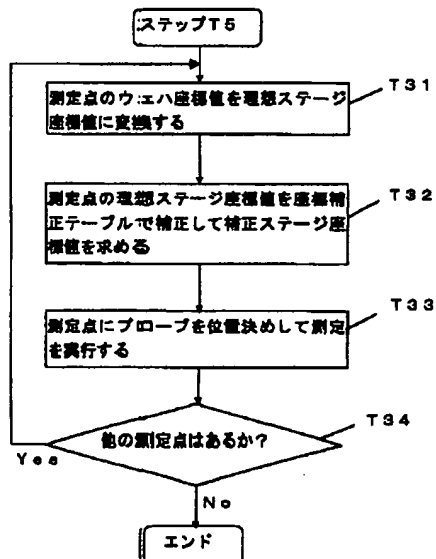 ステップT5
T31
測定点のウェハ座標値を理想ステージ
座標値に変換する
T32
測定点の理想ステージ座標値を座標補
正テーブルで補正して補正ステージ座
標値を求める
T33
測定点にプローブを位置決めして測定
を実行する
T34
他の測定点はあるか?
Yes
No
エンド